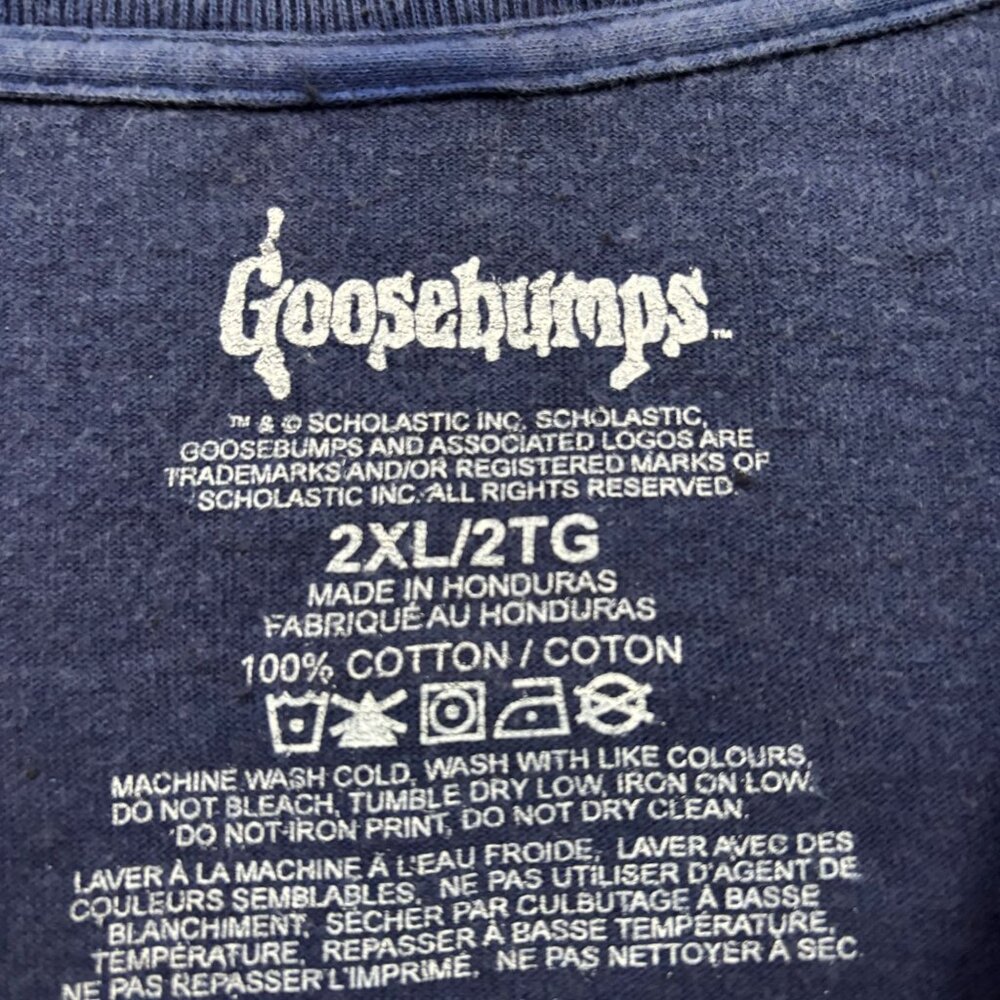 Goosebumps™
™ & © SCHOLASTIC INC. SCHOLASTIC,
GOOSEBUMPS AND ASSOCIATED LOGOS ARE
TRADEMARKS AND/OR REGISTERED MARKS OF
SCHOLASTIC INC. ALL RIGHTS RESERVED.
2XL/2TG
MADE IN HONDURAS
FABRIQUÉ AU HONDURAS
100% COTTON / COTON
MACHINE WASH COLD, WASH WITH LIKE COLOURS,
DO NOT BLEACH, TUMBLE DRY LOW, IRON ON LOW.
DO NOT IRON PRINT, DO NOT DRY CLEAN.
LAVER À LA MACHINE À L'EAU FROIDE, LAVER AVEC DES
COULEURS SEMBLABLES, NE PAS UTILISER D'AGENT DE
BLANCHIMENT, SÉCHER PAR CULBUTAGE À BASSE
TEMPÉRATURE, REPASSER À BASSE TEMPÉRATURE,
NE PAS REPASSER L'IMPRIMÉ, NE PAS NETTOYER À SEC